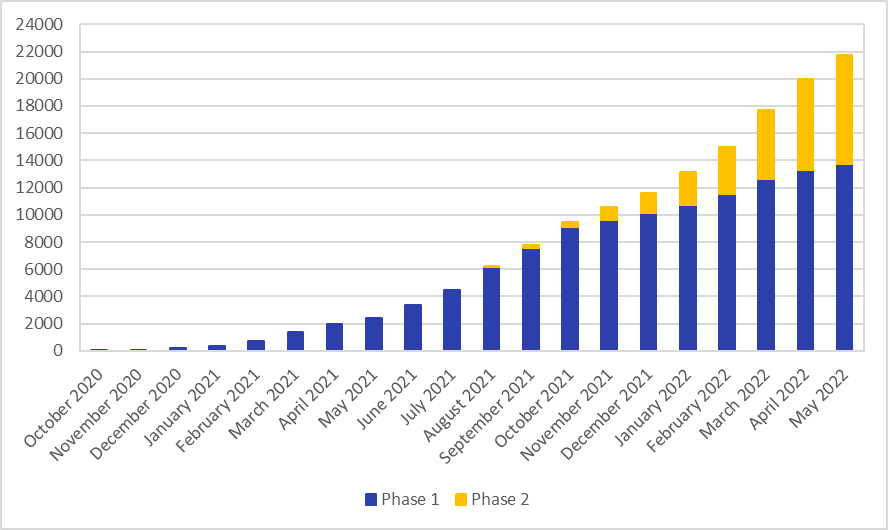 24000
22000
20000
18000
16000
14000
12000
10000
8000
6000
4000
2000
0
October 2020
November 2020
December 2020
January 2021
February 2021
March 2021
April 2021
May 2021
June 2021
July 2021
August 2021
September 2021
October 2021
November 2021
December 2021
January 2022
February 2022
March 2022
April 2022
May 2022
Phase 1
Phase 2